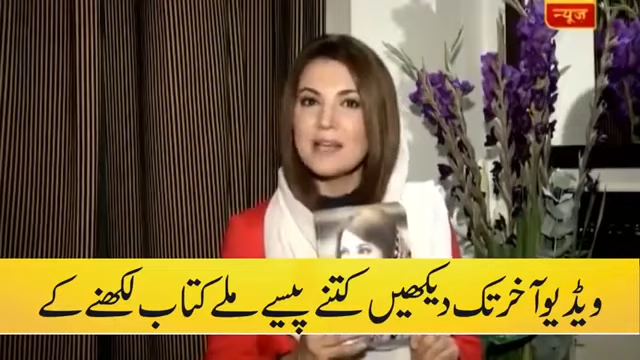 न्यूज़
ویڈیو آخر تک دیکھیں کتنے پیسے ملے کتاب لکھنے کے